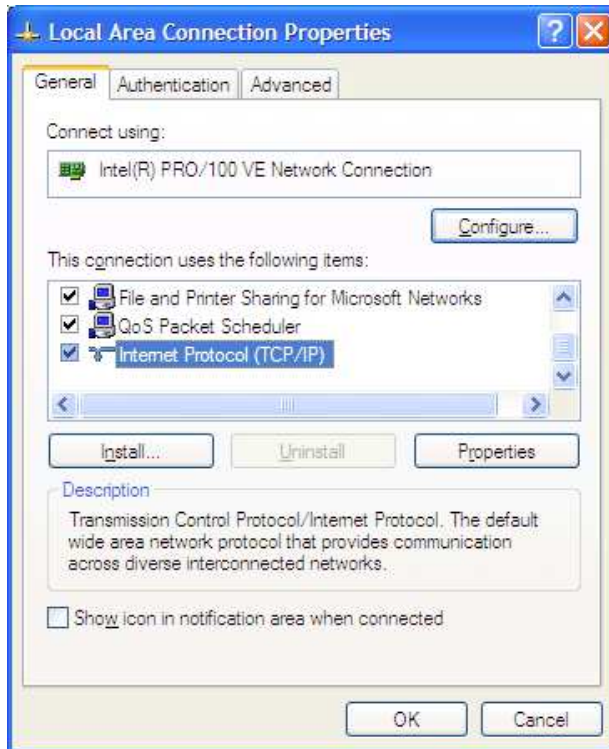 Local Area Connection Properties
General Authentication Advanced
Connect using:
Intel(R) PRO/100 VE Network Connection
Configure...
This connection uses the following items:
File and Printer Sharing for Microsoft Networks
QoS Packet Scheduler
Internet Protocol (TCP/IP)
Install... Uninstall Properties
Description
Transmission Control Protocol/Internet Protocol. The default
wide area network protocol that provides communication
across diverse interconnected networks.
Show icon in notification area when connected
OK Cancel